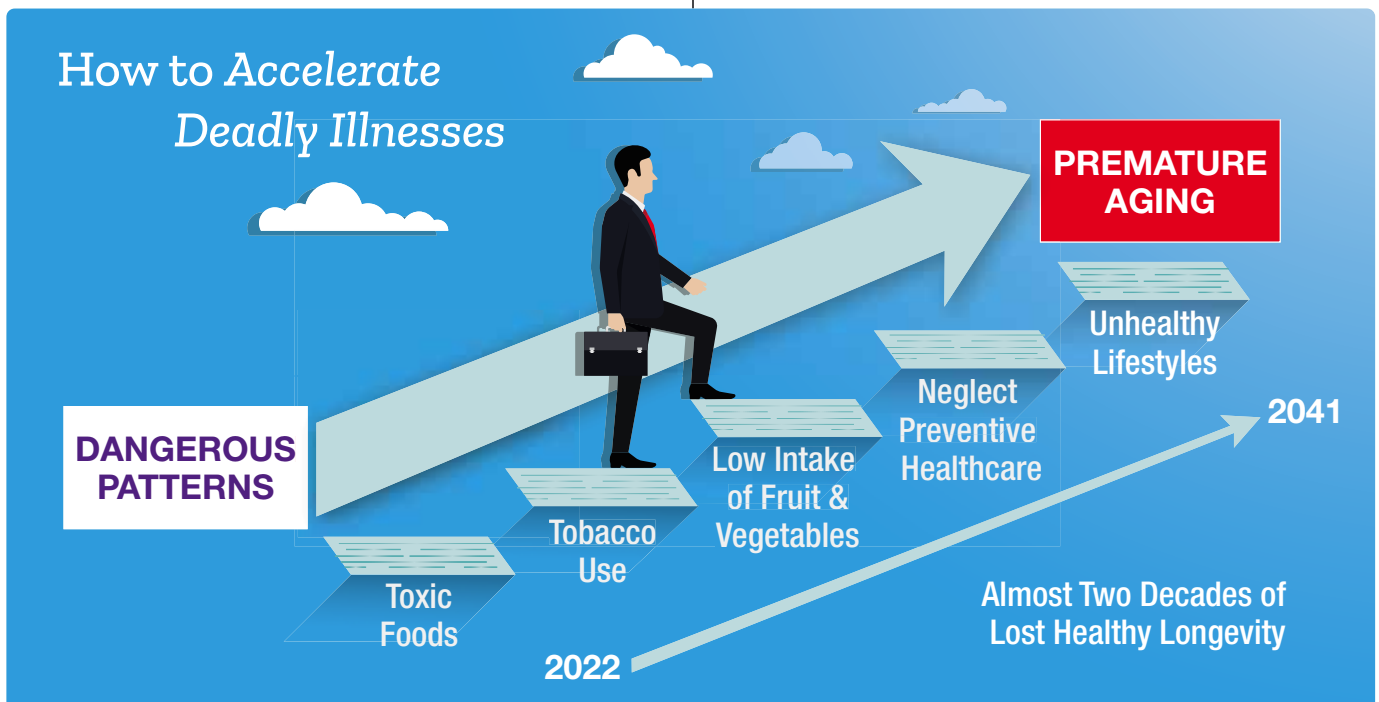 How to Accelerate
Deadly Illnesses
PREMATURE
AGING
DANGEROUS
PATTERNS
Toxic
Foods
Tobacco
Use
Low Intake
of Fruit &
Vegetables
Neglect
Preventive
Healthcare
Unhealthy
Lifestyles
2022
2041
Almost Two Decades of
Lost Healthy Longevity